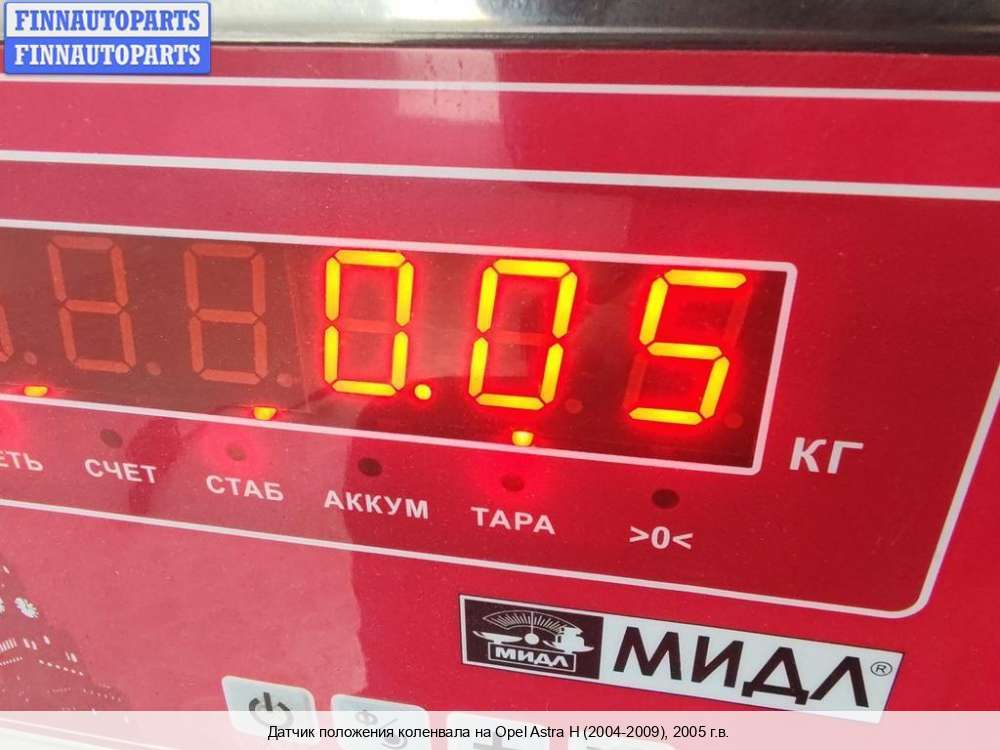 FINNAUTOPARTS
FINNAUTOPARTS
0.05
КГ
СЧЕТ
СТАБ
АККУМ
ТАРА
>0<
МИДЛ
МИДЛ®
Датчик положения коленвала на Opel Astra H (2004-2009), 2005 г.в.